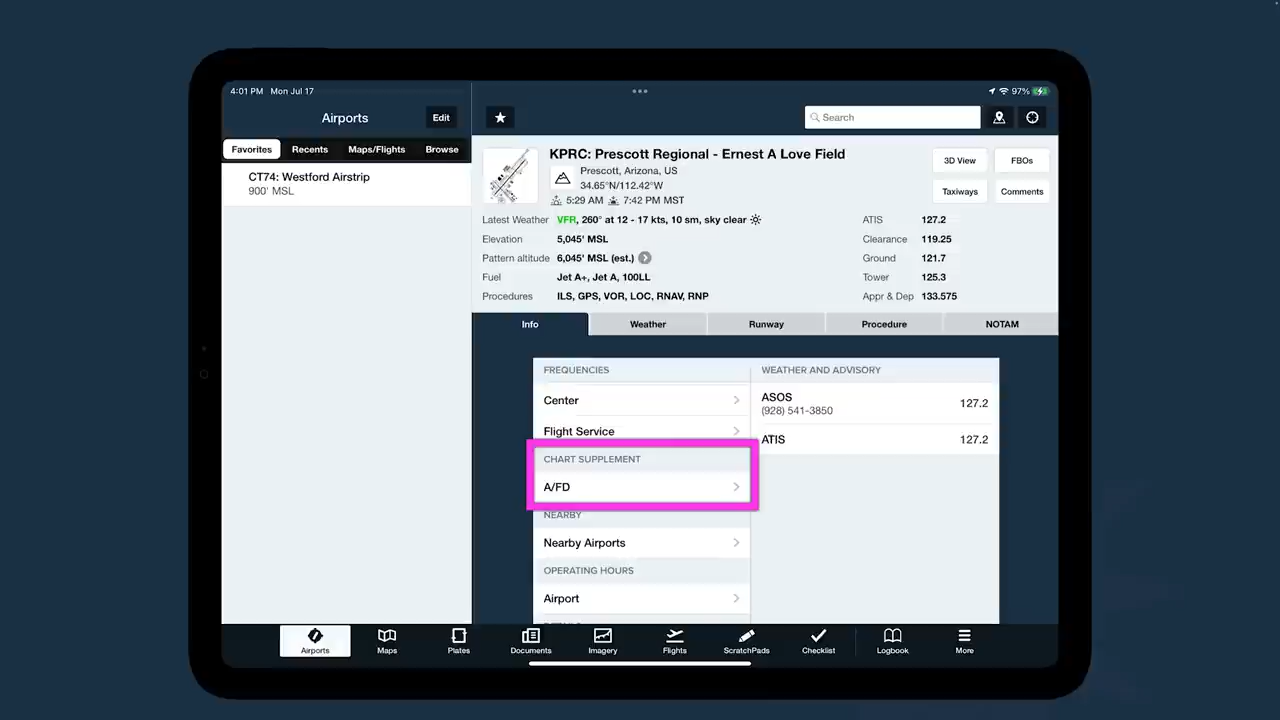 4:01 PM Mon Jul 17
97%
Airports
Edit
Search
Favorites Recents Maps/Flights Browse
CT74: Westford Airstrip
900' MSL
KPRC: Prescott Regional - Ernest A Love Field
Prescott, Arizona, US
34.65°N/112.42°W
5:29 AM 7:42 PM MST
3D View FBOs
Taxiways Comments
Latest Weather VFR, 260° at 12 - 17 kts, 10 sm, sky clear
Elevation 5,045' MSL
Pattern altitude 6,045' MSL (est.)
Fuel Jet A+, Jet A, 100LL
Procedures ILS, GPS, VOR, LOC, RNAV, RNP
ATIS 127.2
Clearance 119.25
Ground 121.7
Tower 125.3
Appr & Dep 133.575
Info Weather Runway Procedure NOTAM
FREQUENCIES
Center
Flight Service
CHART SUPPLEMENT
A/FD
NEARBY
Nearby Airports
OPERATING HOURS
Airport
WEATHER AND ADVISORY
ASOS 127.2
(928) 541-3850
ATIS 127.2
Airports Maps Plates Documents Imagery Flights ScratchPads Checklist Logbook More